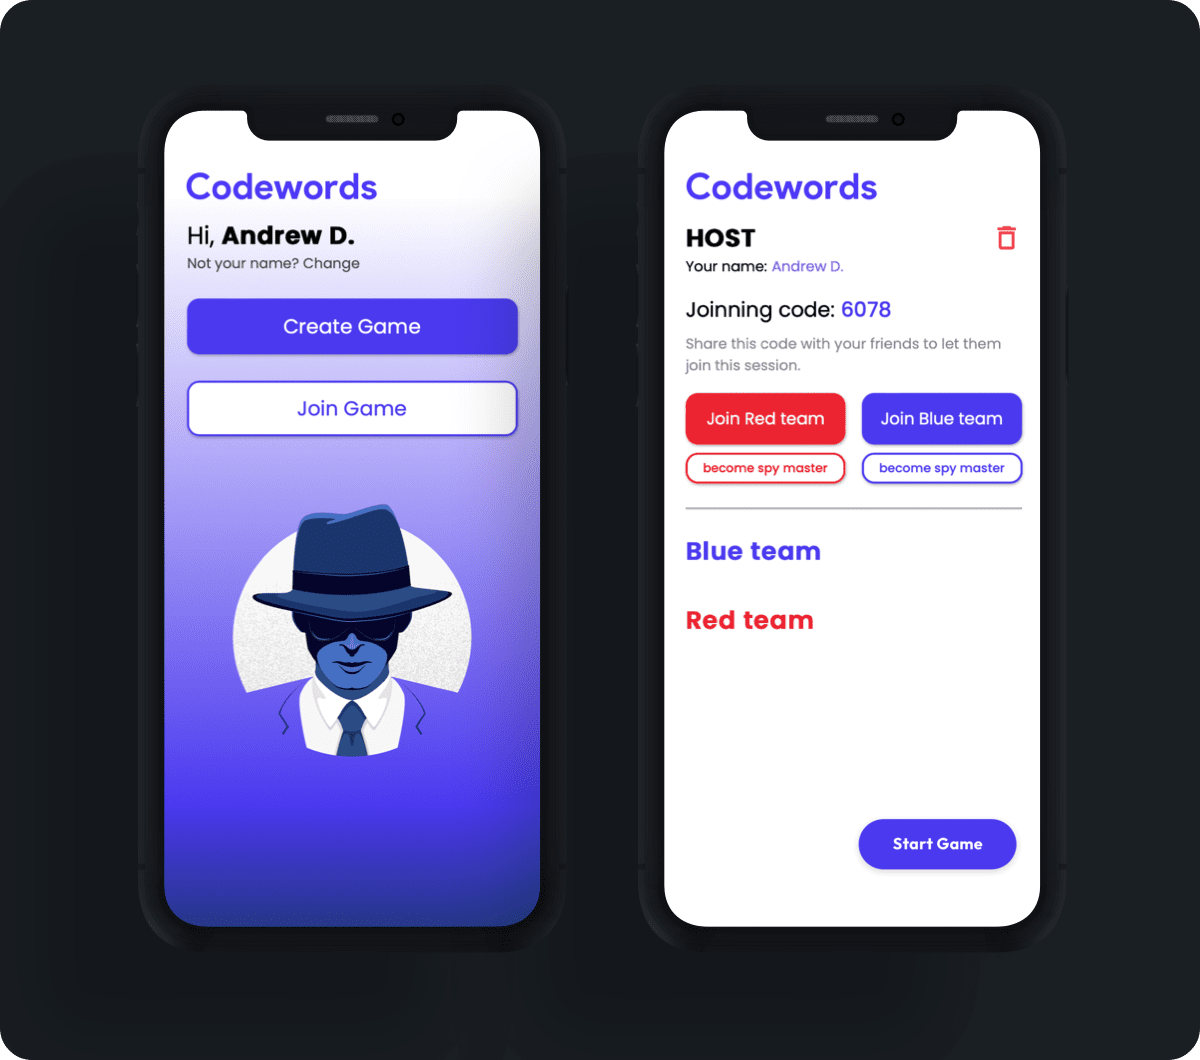 Codewords
Hi, Andrew D.
Not your name? Change
Create Game
Join Game
Codewords
HOST
Your name: Andrew D.
Joinning code: 6078
Share this code with your friends to let them
join this session.
Join Red team
Join Blue team
become spy master
become spy master
Blue team
Red team
Start Game